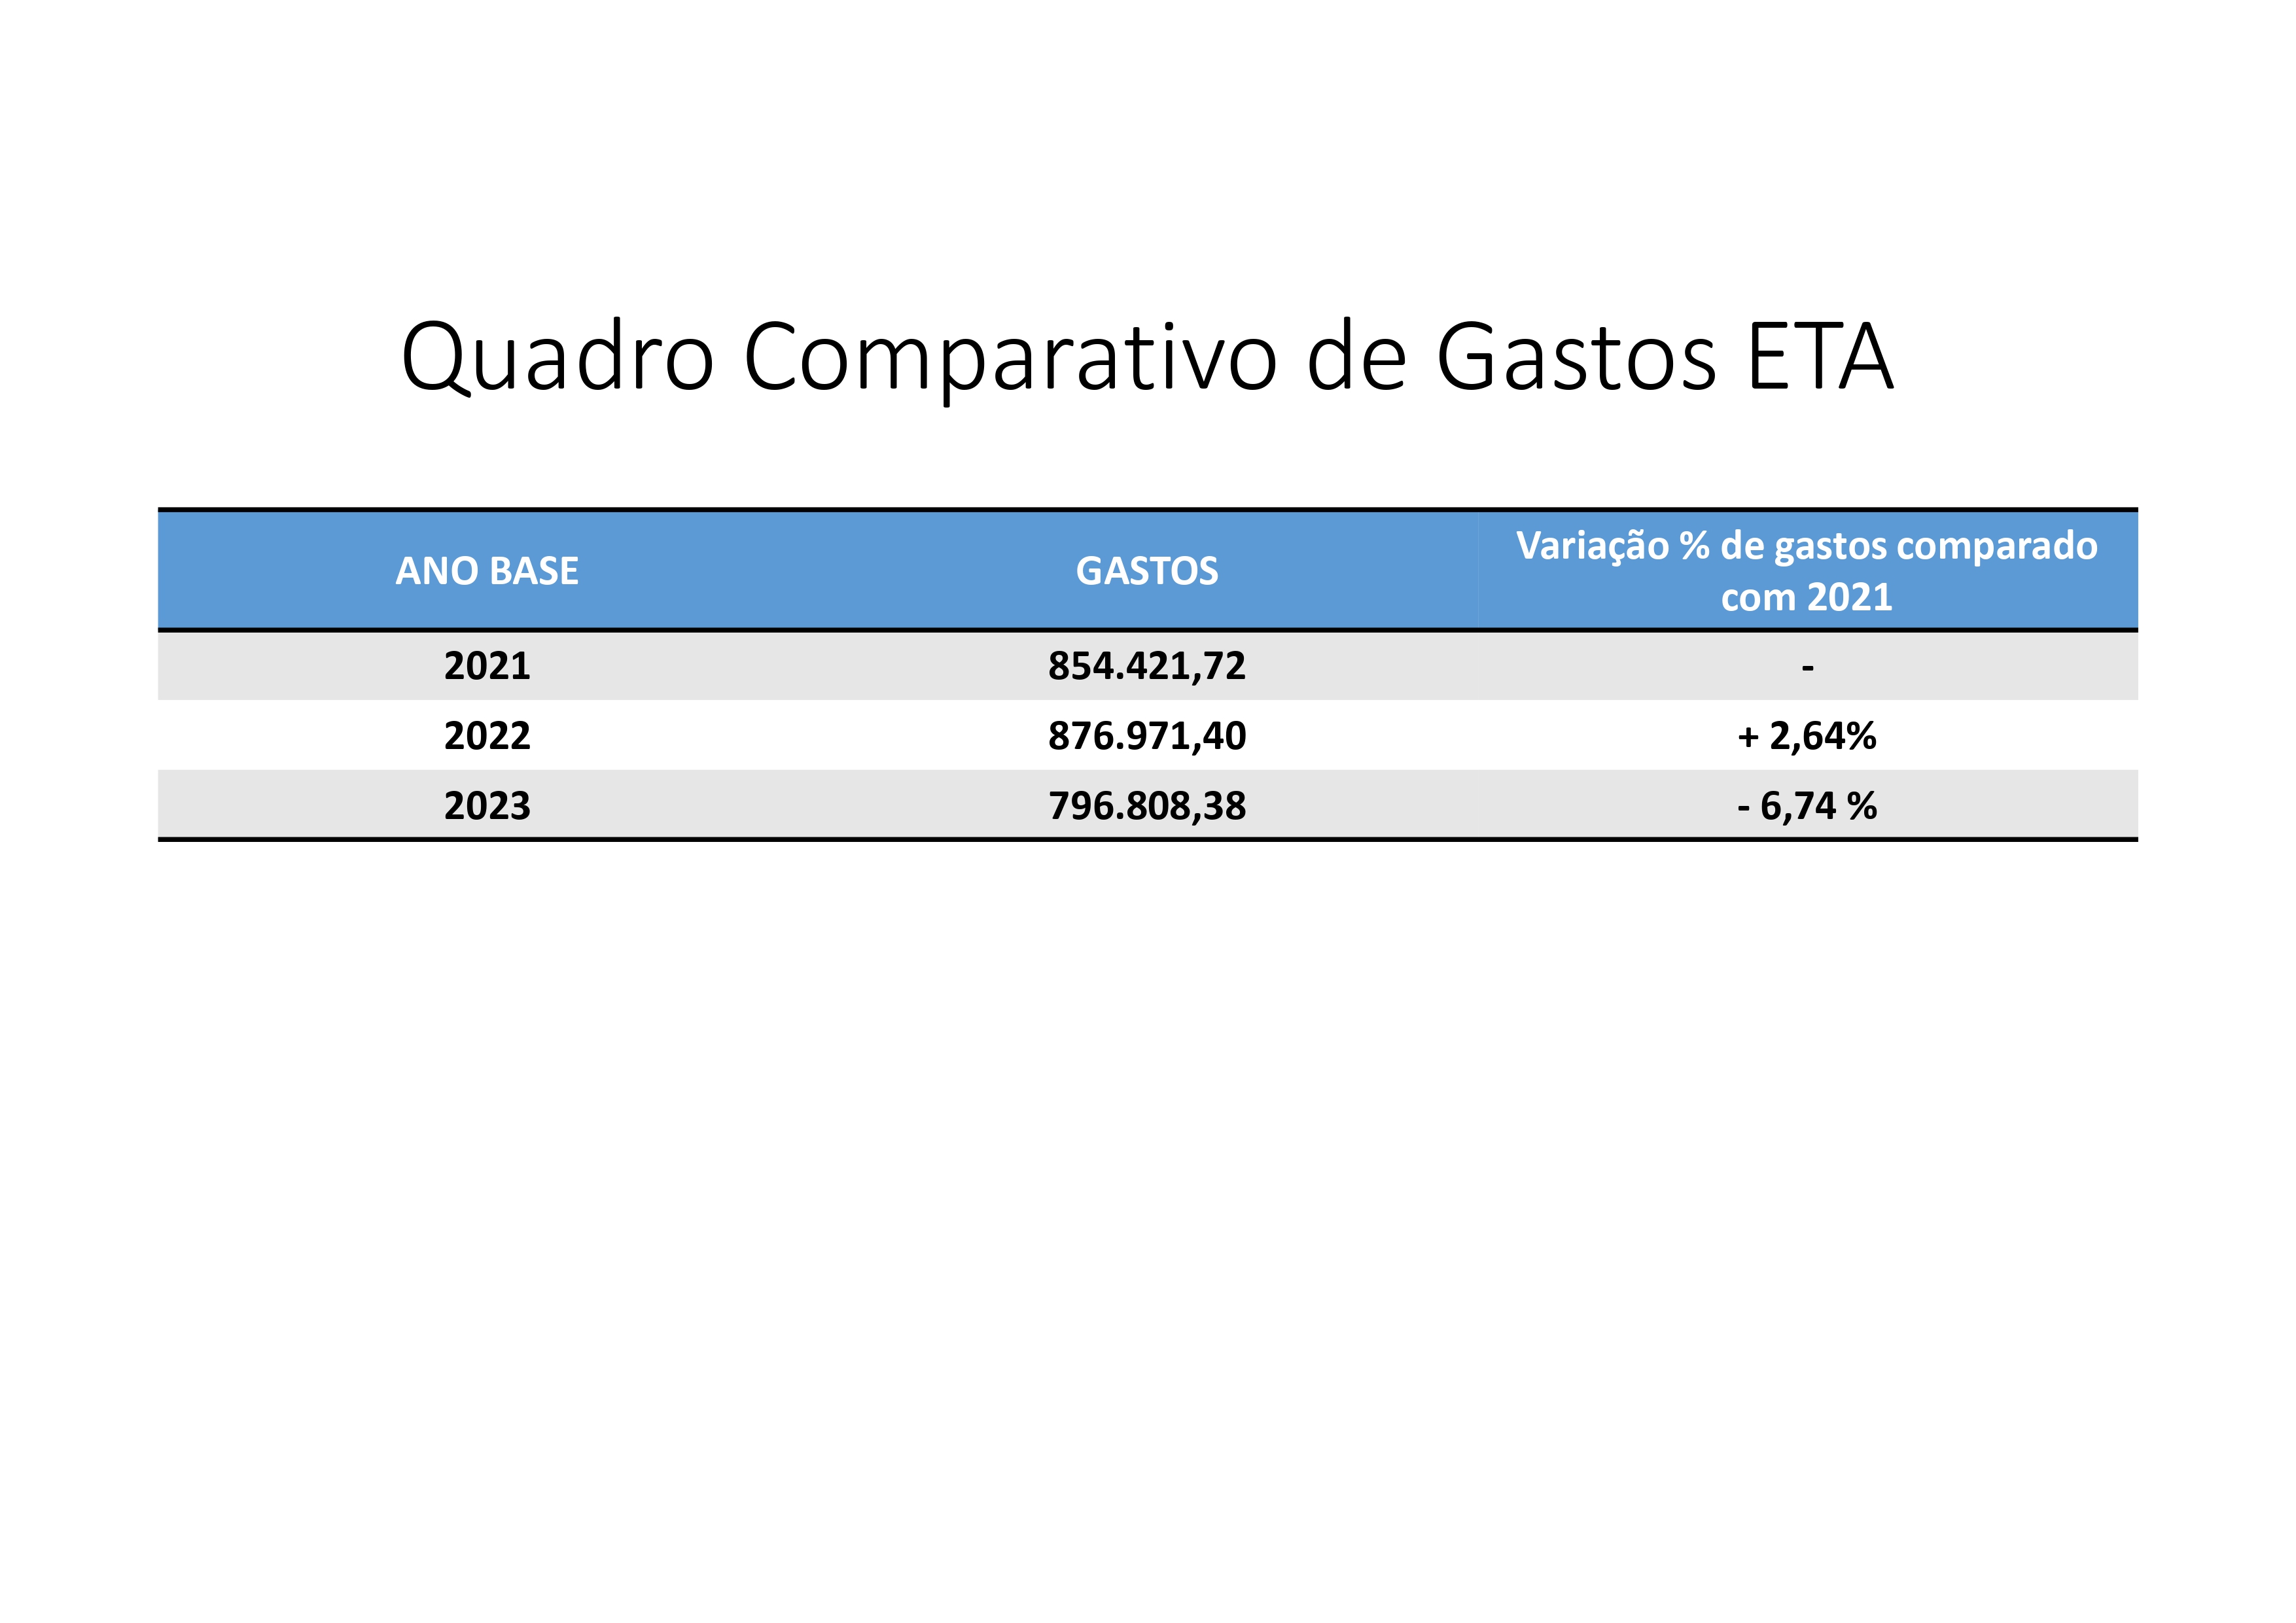 Quadro Comparativo de Gastos ETA
ANO BASE GASTOS Variação % de gastos comparado
com 2021
2021 854.421,72 -
2022 876.971,40 + 2,64%
2023 796.808,38 - 6,74 %